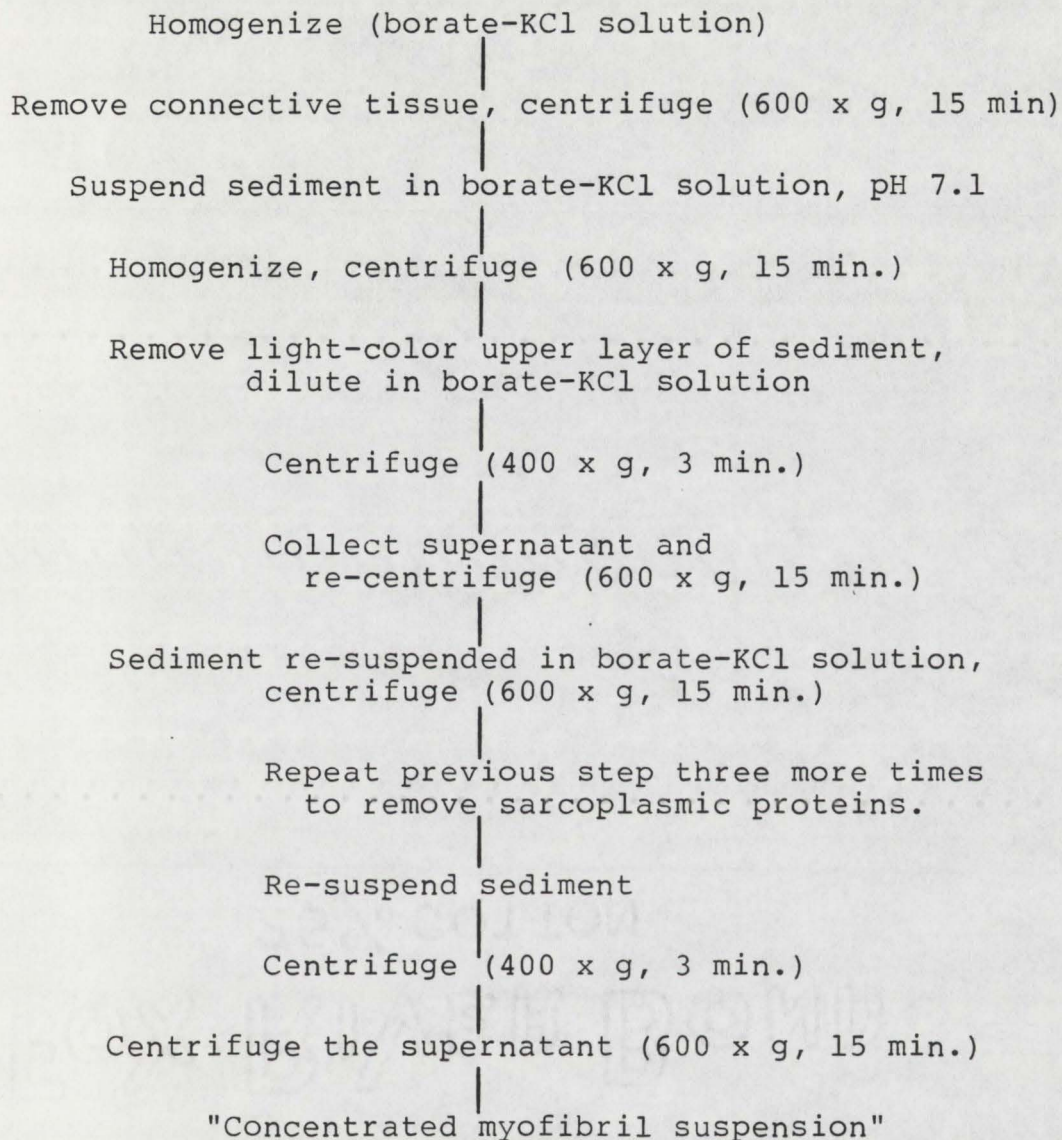 Homogenize (borate-KCl solution)
Remove connective tissue, centrifuge (600 x g, 15 min)
Suspend sediment in borate-KCl solution, pH 7.1
Homogenize, centrifuge (600 x g, 15 min.)
Remove light-color upper layer of sediment,
dilute in borate-KCl solution
Centrifuge (400 x g, 3 min.)
Collect supernatant and
re-centrifuge (600 x g, 15 min.)
Sediment re-suspended in borate-KCl solution,
centrifuge (600 x g, 15 min.)
Repeat previous step three more times
to remove sarcoplasmic proteins.
Re-suspend sediment
Centrifuge (400 x g, 3 min.)
Centrifuge the supernatant (600 x g, 15 min.)
"Concentrated myofibril suspension"